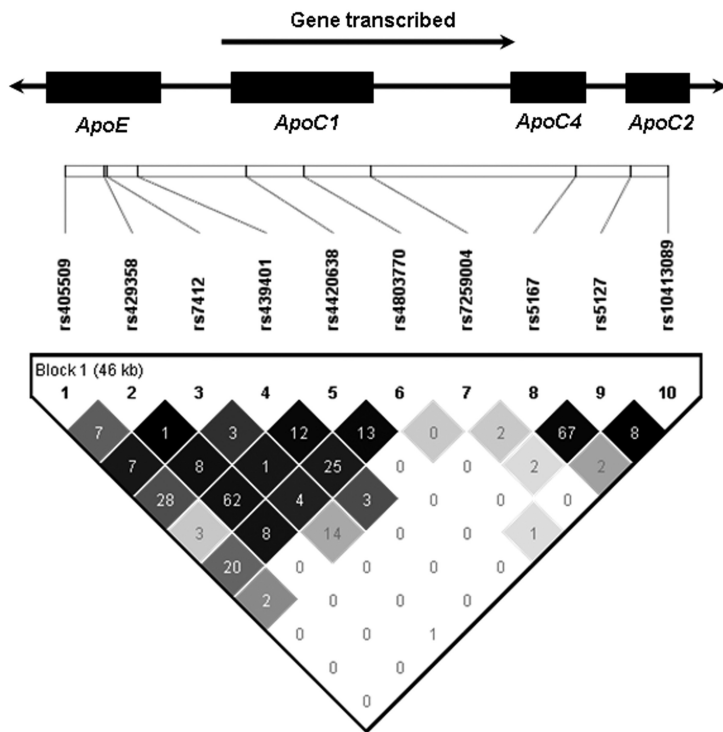 Gene transcribed
ApoE ApoC1 ApoC4 ApoC2
rs405509 rs429358 rs7412 rs439401 rs4420638 rs4803770 rs7259004 rs5167 rs5127 rs10413089
Block 1 (46 kb)
1 2 3 4 5 6 7 8 9 10
7 1 3 12 13 0 2 67 8
7 8 1 25 0 0 2 2
28 62 4 3 0 0 0
3 8 14 0 0 1
20 0 0 0 0
2 0 0 0
0 0 1
0 0
0